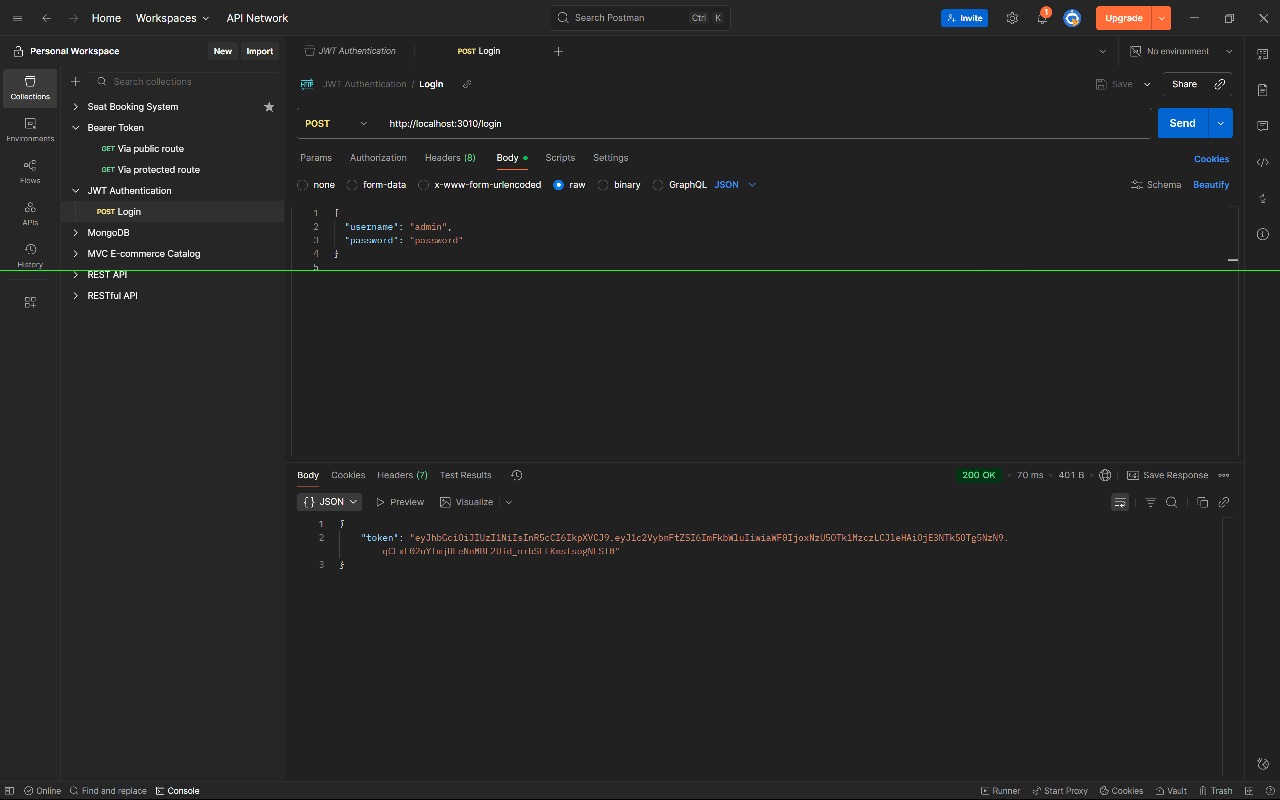 Home Workspaces API Network Search Postman Ctrl K Invite 1 Upgrade
Personal Workspace New Import JWT Authentication POST Login No environment
Search collections
Collections
Environments
Flows
APIs
History
Seat Booking System
Bearer Token
GET Via public route
GET Via protected route
JWT Authentication
POST Login
MongoDB
MVC E-commerce Catalog
REST API
RESTful API
HTTP JWT Authentication / Login Save Share
POST http://localhost:3010/login Send
Params Authorization Headers (8) Body Scripts Settings Cookies
none form-data x-www-form-urlencoded raw binary GraphQL JSON Schema Beautify
1 {
2 "username": "admin",
3 "password": "password"
4 }
5
Body Cookies Headers (7) Test Results 200 OK 70 ms 401 B Save Response
{} JSON Preview Visualize
1 {
2 "token":
3 }
Online Find and replace Console Runner Start Proxy Cookies Vault Trash